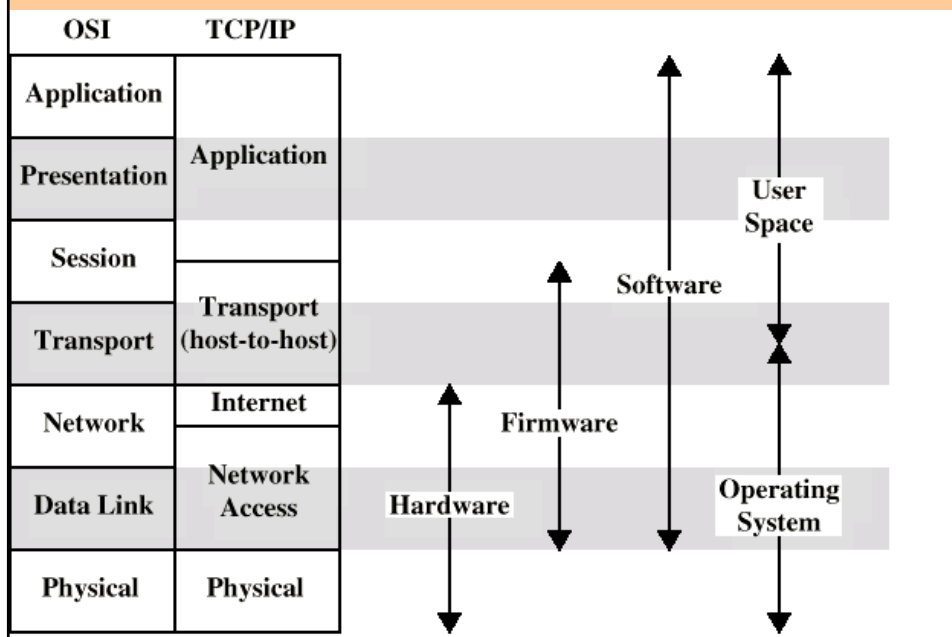 OSI
TCP/IP
Application
Presentation
Session
Transport
Network
Data Link
Physical
Application
Transport
(host-to-host)
Internet
Network
Access
Physical
Hardware
Firmware
Software
User
Space
Operating
System